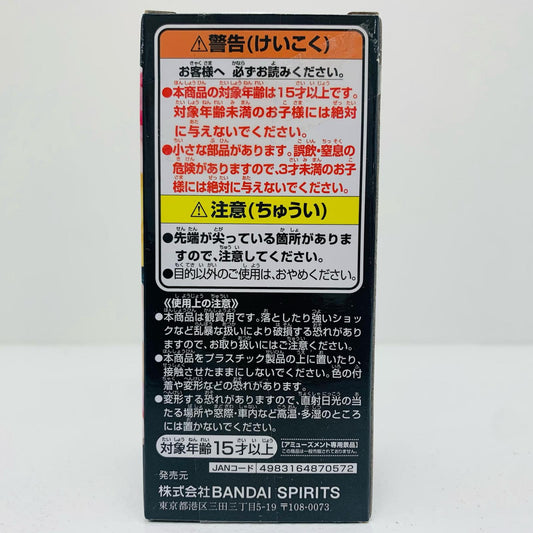 ⚠警告(けいこく)
お客様へ 必ずお読みください。
●本商品の対象年齢は15才以上です。
対象年齢未満のお子様には絶対
に与えないでください。
●小さな部品があります。誤飲・窒息の
危険がありますので、3才未満のお子
様には絶対に与えないでください。
⚠注意(ちゅうい)
●先端が尖っている箇所がありま
すので、注意してください。
●目的以外のご使用は、おやめください。
《使用上の注意》
●本商品は観賞用です。落としたり強いショッ
クなど乱暴な扱いにより破損する恐れがあり
ますので、お取り扱いにはご注意ください。
●本商品をプラスチック製品の上に置いたり、
接触させたままにしないでください。色の付
着や変形などの恐れがあります。
●変形する恐れがありますので、直射日光の当
たる場所や窓際・車内など高温・多湿のところ
には置かないでください。
対象年齢15才以上
【アミューズメント専用景品】
この景品は一般市販されておりません。
JANコード 4983164870572
発売元
株式会社BANDAI SPIRITS
東京都港区三田三丁目5-19 〒108-0073